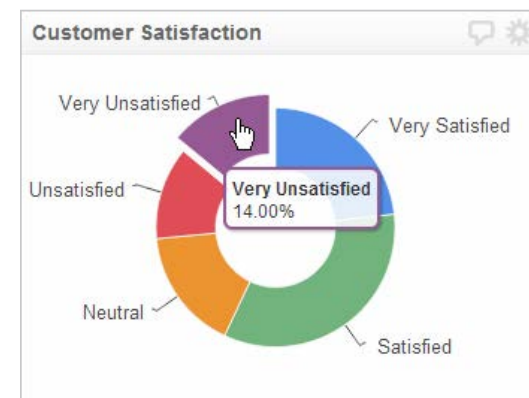 Customer Satisfaction
Very Unsatisfied
Very Satisfied
Unsatisfied
Very Unsatisfied
14.00%
Neutral
Satisfied